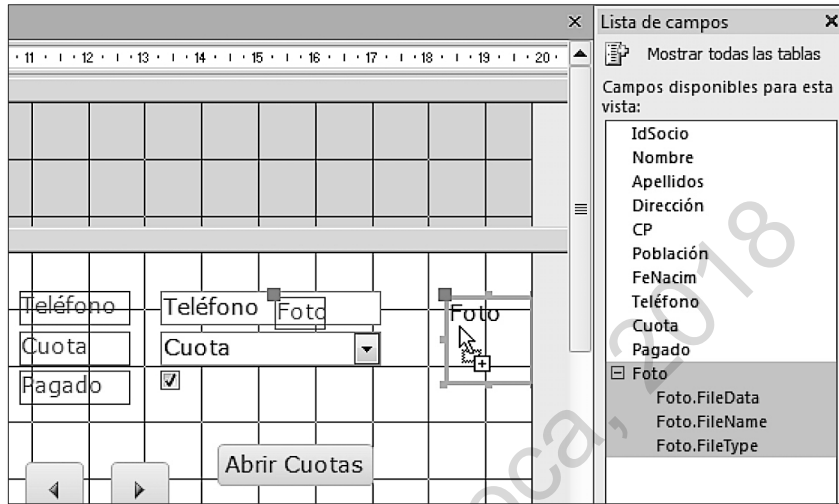 Lista de campos
· 11 · ı · 12 · ı · 13 · ı · 14 · ı · 15 · ı · 16 · ı · 17 · ı · 18 · ı · 19 · ı · 20 ·
Mostrar todas las tablas
Campos disponibles para esta
vista:
IdSocio
Nombre
Apellidos
Dirección
CP
Población
FeNacim
Teléfono
Cuota
Pagado
Foto
Foto.FileData
Foto.FileName
Foto.FileType
Teléfono Teléfono Foto Foto
Cuota Cuota
Pagado
Abrir Cuotas
oca, 2018